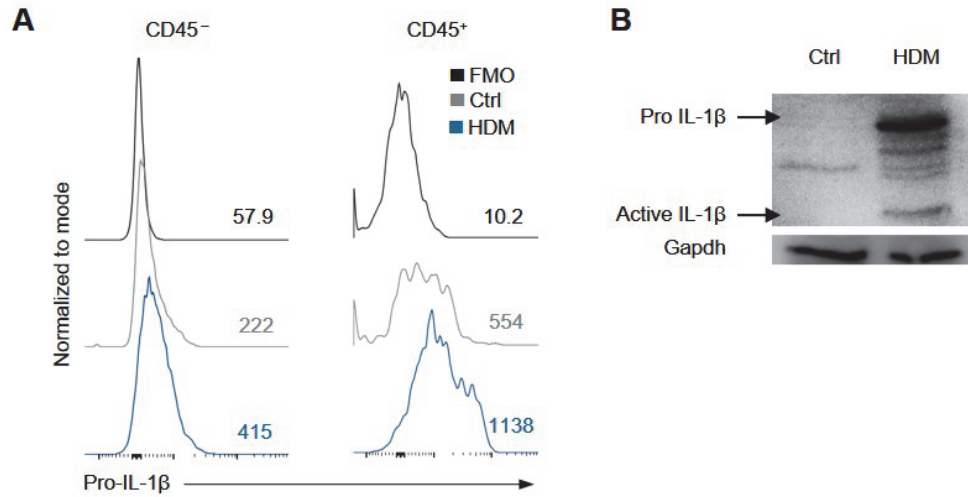 A
CD45⁻
CD45⁺
FMO
Ctrl
HDM
Normalized to mode
57.9
10.2
222
554
415
1138
Pro-IL-1β
B
Ctrl
HDM
Pro IL-1β
Active IL-1β
Gapdh